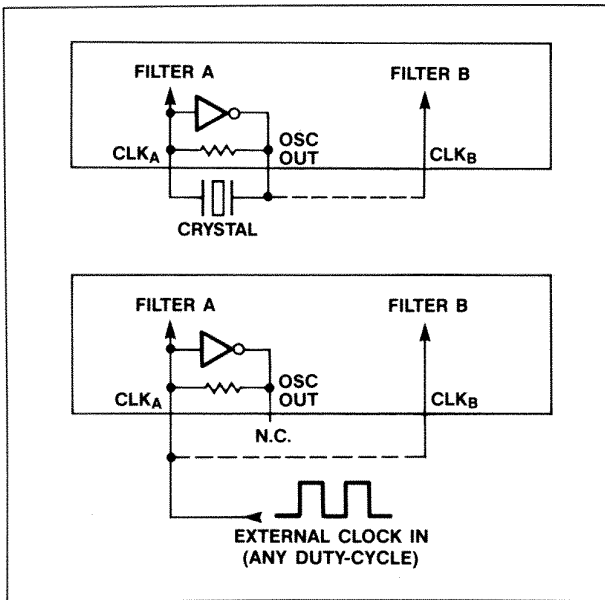 FILTER A
FILTER B
OSC
OUT
CLKA
CLKB
CRYSTAL
FILTER A
FILTER B
OSC
OUT
CLKA
CLKB
N.C.
EXTERNAL CLOCK IN
(ANY DUTY-CYCLE)